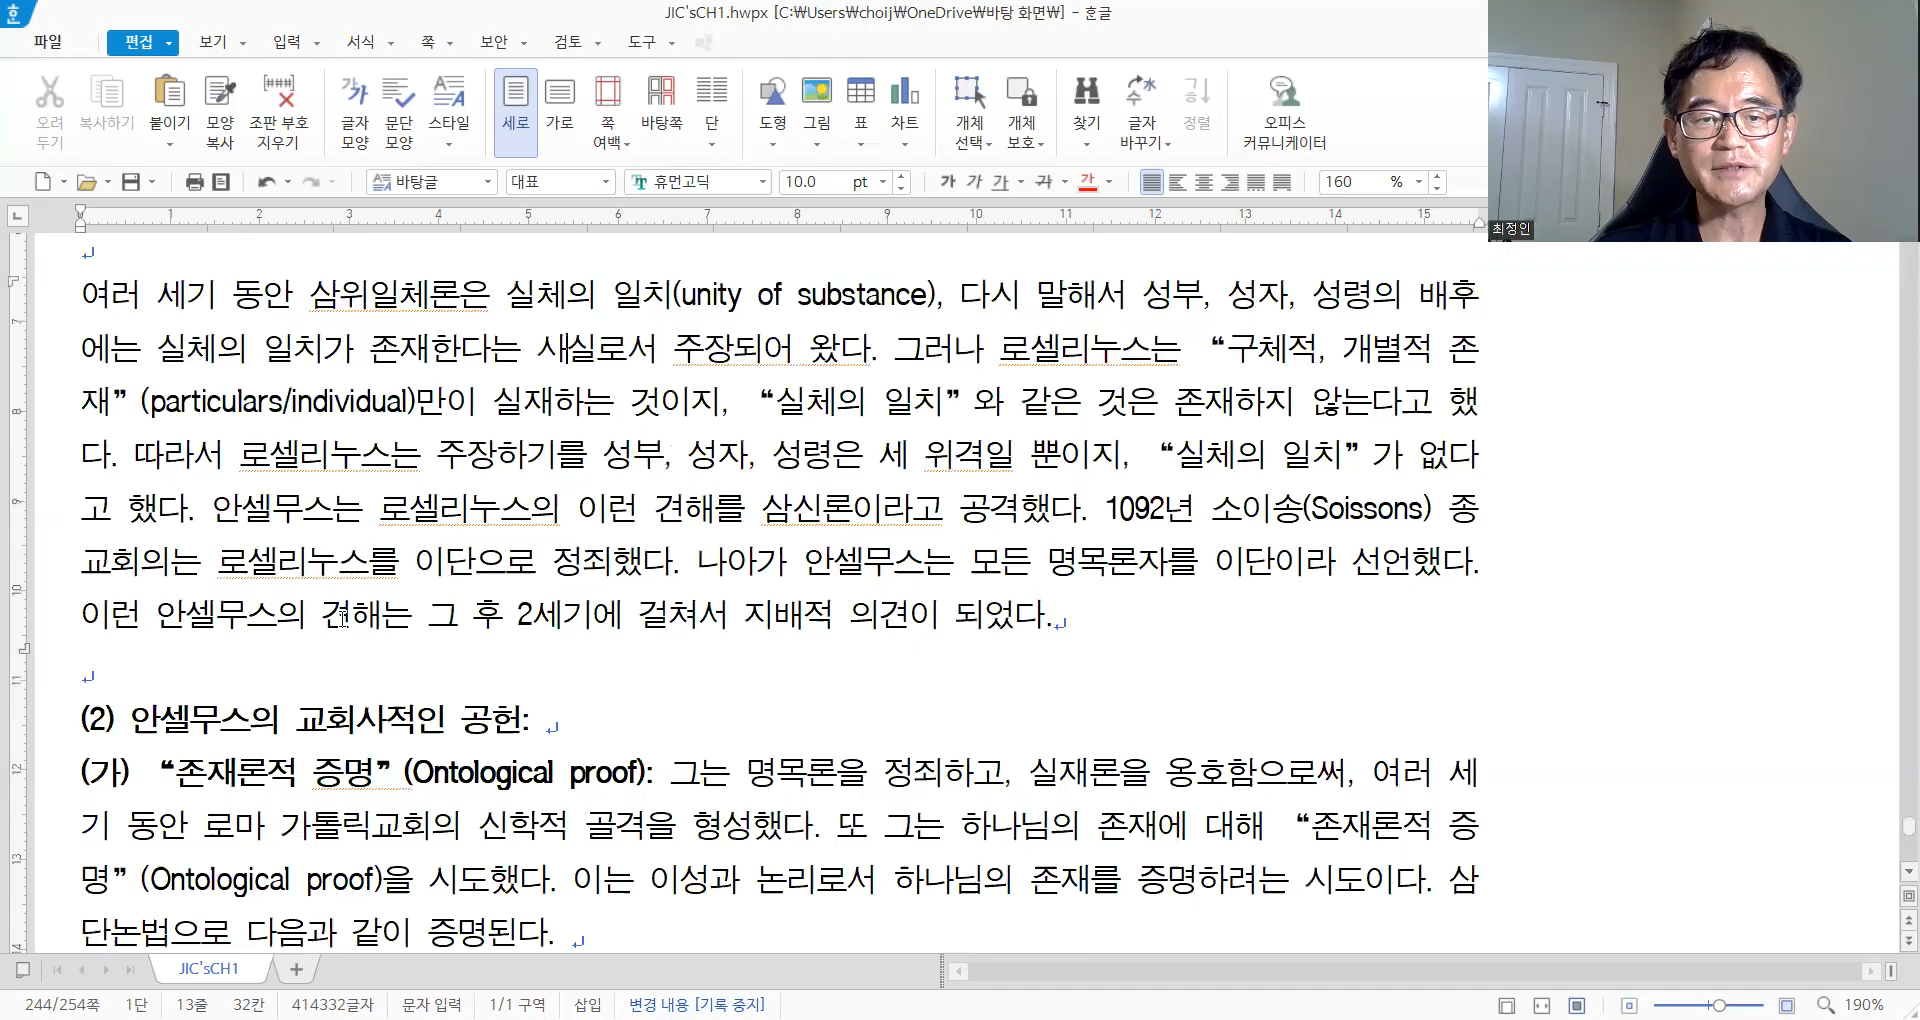 JIC'sCH1.hwpx [C:₩Users₩choij₩OneDrive₩바탕 화면₩] - 훈글
파일 편집 보기 입력 서식 쪽 보안 검토 도구
오려 두기 복사하기 붙이기 모양 복사 조판 부호 지우기 글자 모양 문단 모양 스타일 세로 가로 쪽 여백 바탕쪽 단 도형 그림 표 차트 개체 선택 개체 보호 찾기 글자 바꾸기 정렬 오피스 커뮤니케이터
바탕글 대표 휴먼고딕 10.0 pt 가 가 가 가 가 160 %
1 2 3 4 5 6 7 8 9 10 11 12 13 14 15
최정인
여러 세기 동안 삼위일체론은 실체의 일치(unity of substance), 다시 말해서 성부, 성자, 성령의 배후
에는 실체의 일치가 존재한다는 사실로서 주장되어 왔다. 그러나 로셀리누스는 “구체적, 개별적 존
재”(particulars/individual)만이 실재하는 것이지, “실체의 일치”와 같은 것은 존재하지 않는다고 했
다. 따라서 로셀리누스는 주장하기를 성부, 성자, 성령은 세 위격일 뿐이지, “실체의 일치”가 없다
고 했다. 안셀무스는 로셀리누스의 이런 견해를 삼신론이라고 공격했다. 1092년 소이송(Soissons) 종
교회의는 로셀리누스를 이단으로 정죄했다. 나아가 안셀무스는 모든 명목론자를 이단이라 선언했다.
이런 안셀무스의 견해는 그 후 2세기에 걸쳐서 지배적 의견이 되었다.
(2) 안셀무스의 교회사적인 공헌:
(가) “존재론적 증명”(Ontological proof): 그는 명목론을 정죄하고, 실재론을 옹호함으로써, 여러 세
기 동안 로마 가톨릭교회의 신학적 골격을 형성했다. 또 그는 하나님의 존재에 대해 “존재론적 증
명”(Ontological proof)을 시도했다. 이는 이성과 논리로서 하나님의 존재를 증명하려는 시도이다. 삼
단논법으로 다음과 같이 증명된다.
7
8
9
10
11
12
13
14
JIC'sCH1
244/254쪽 1단 13줄 32칸 414332글자 문자 입력 1/1 구역 삽입 변경 내용 [기록 중지] 190%